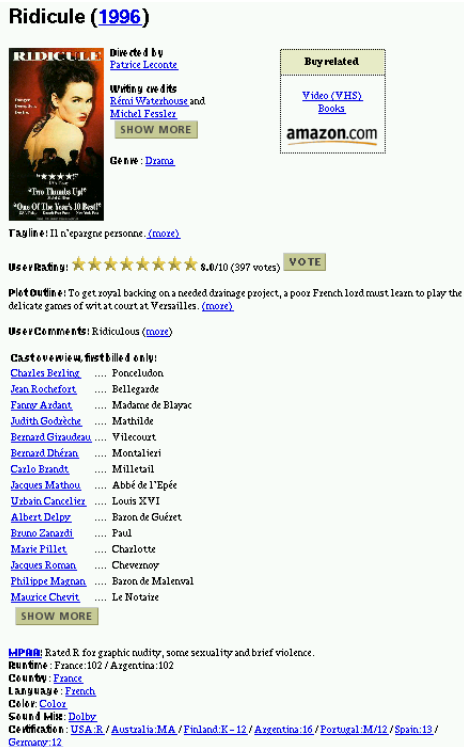 Ridicule (1996)
RIDICULE
"★★★★!"
"Two Thumbs Up!"
"One Of The Year's 10 Best!"
Directed by
Patrice Leconte
Writing credits
Rémi Waterhouse and
Michel Fessler
SHOW MORE
Genre: Drama
Buy related
Video (VHS)
Books
amazon.com
Tagline: Il n'epargne personne. (more)
User Rating: 8.0/10 (397 votes) VOTE
Plot Outline: To get royal backing on a needed drainage project, a poor French lord must learn to play the
delicate games of wit at court at Versailles. (more)
User Comments: Ridiculous (more)
Cast overview, first billed only:
Charles Berling .... Ponceludon
Jean Rochefort .... Bellegarde
Fanny Ardant .... Madame de Blayac
Judith Godrèche .... Mathilde
Bernard Giraudeau .... Vilecourt
Bernard Dhéran .... Montalieri
Carlo Brandt .... Milletail
Jacques Mathou .... Abbé de l'Epée
Urbain Cancelier .... Louis XVI
Albert Delpy .... Baron de Guéret
Bruno Zanardi .... Paul
Marie Pillet .... Charlotte
Jacques Roman .... Chevernoy
Philippe Magnan .... Baron de Malenval
Maurice Chevit .... Le Notaire
SHOW MORE
MPAA: Rated R for graphic nudity, some sexuality and brief violence.
Runtime: France:102 / Argentina:102
Country: France
Language: French
Color: Color
Sound Mix: Dolby
Certification: USA:R / Australia:MA / Finland:K-12 / Argentina:16 / Portugal:M/12 / Spain:13 /
Germany:12